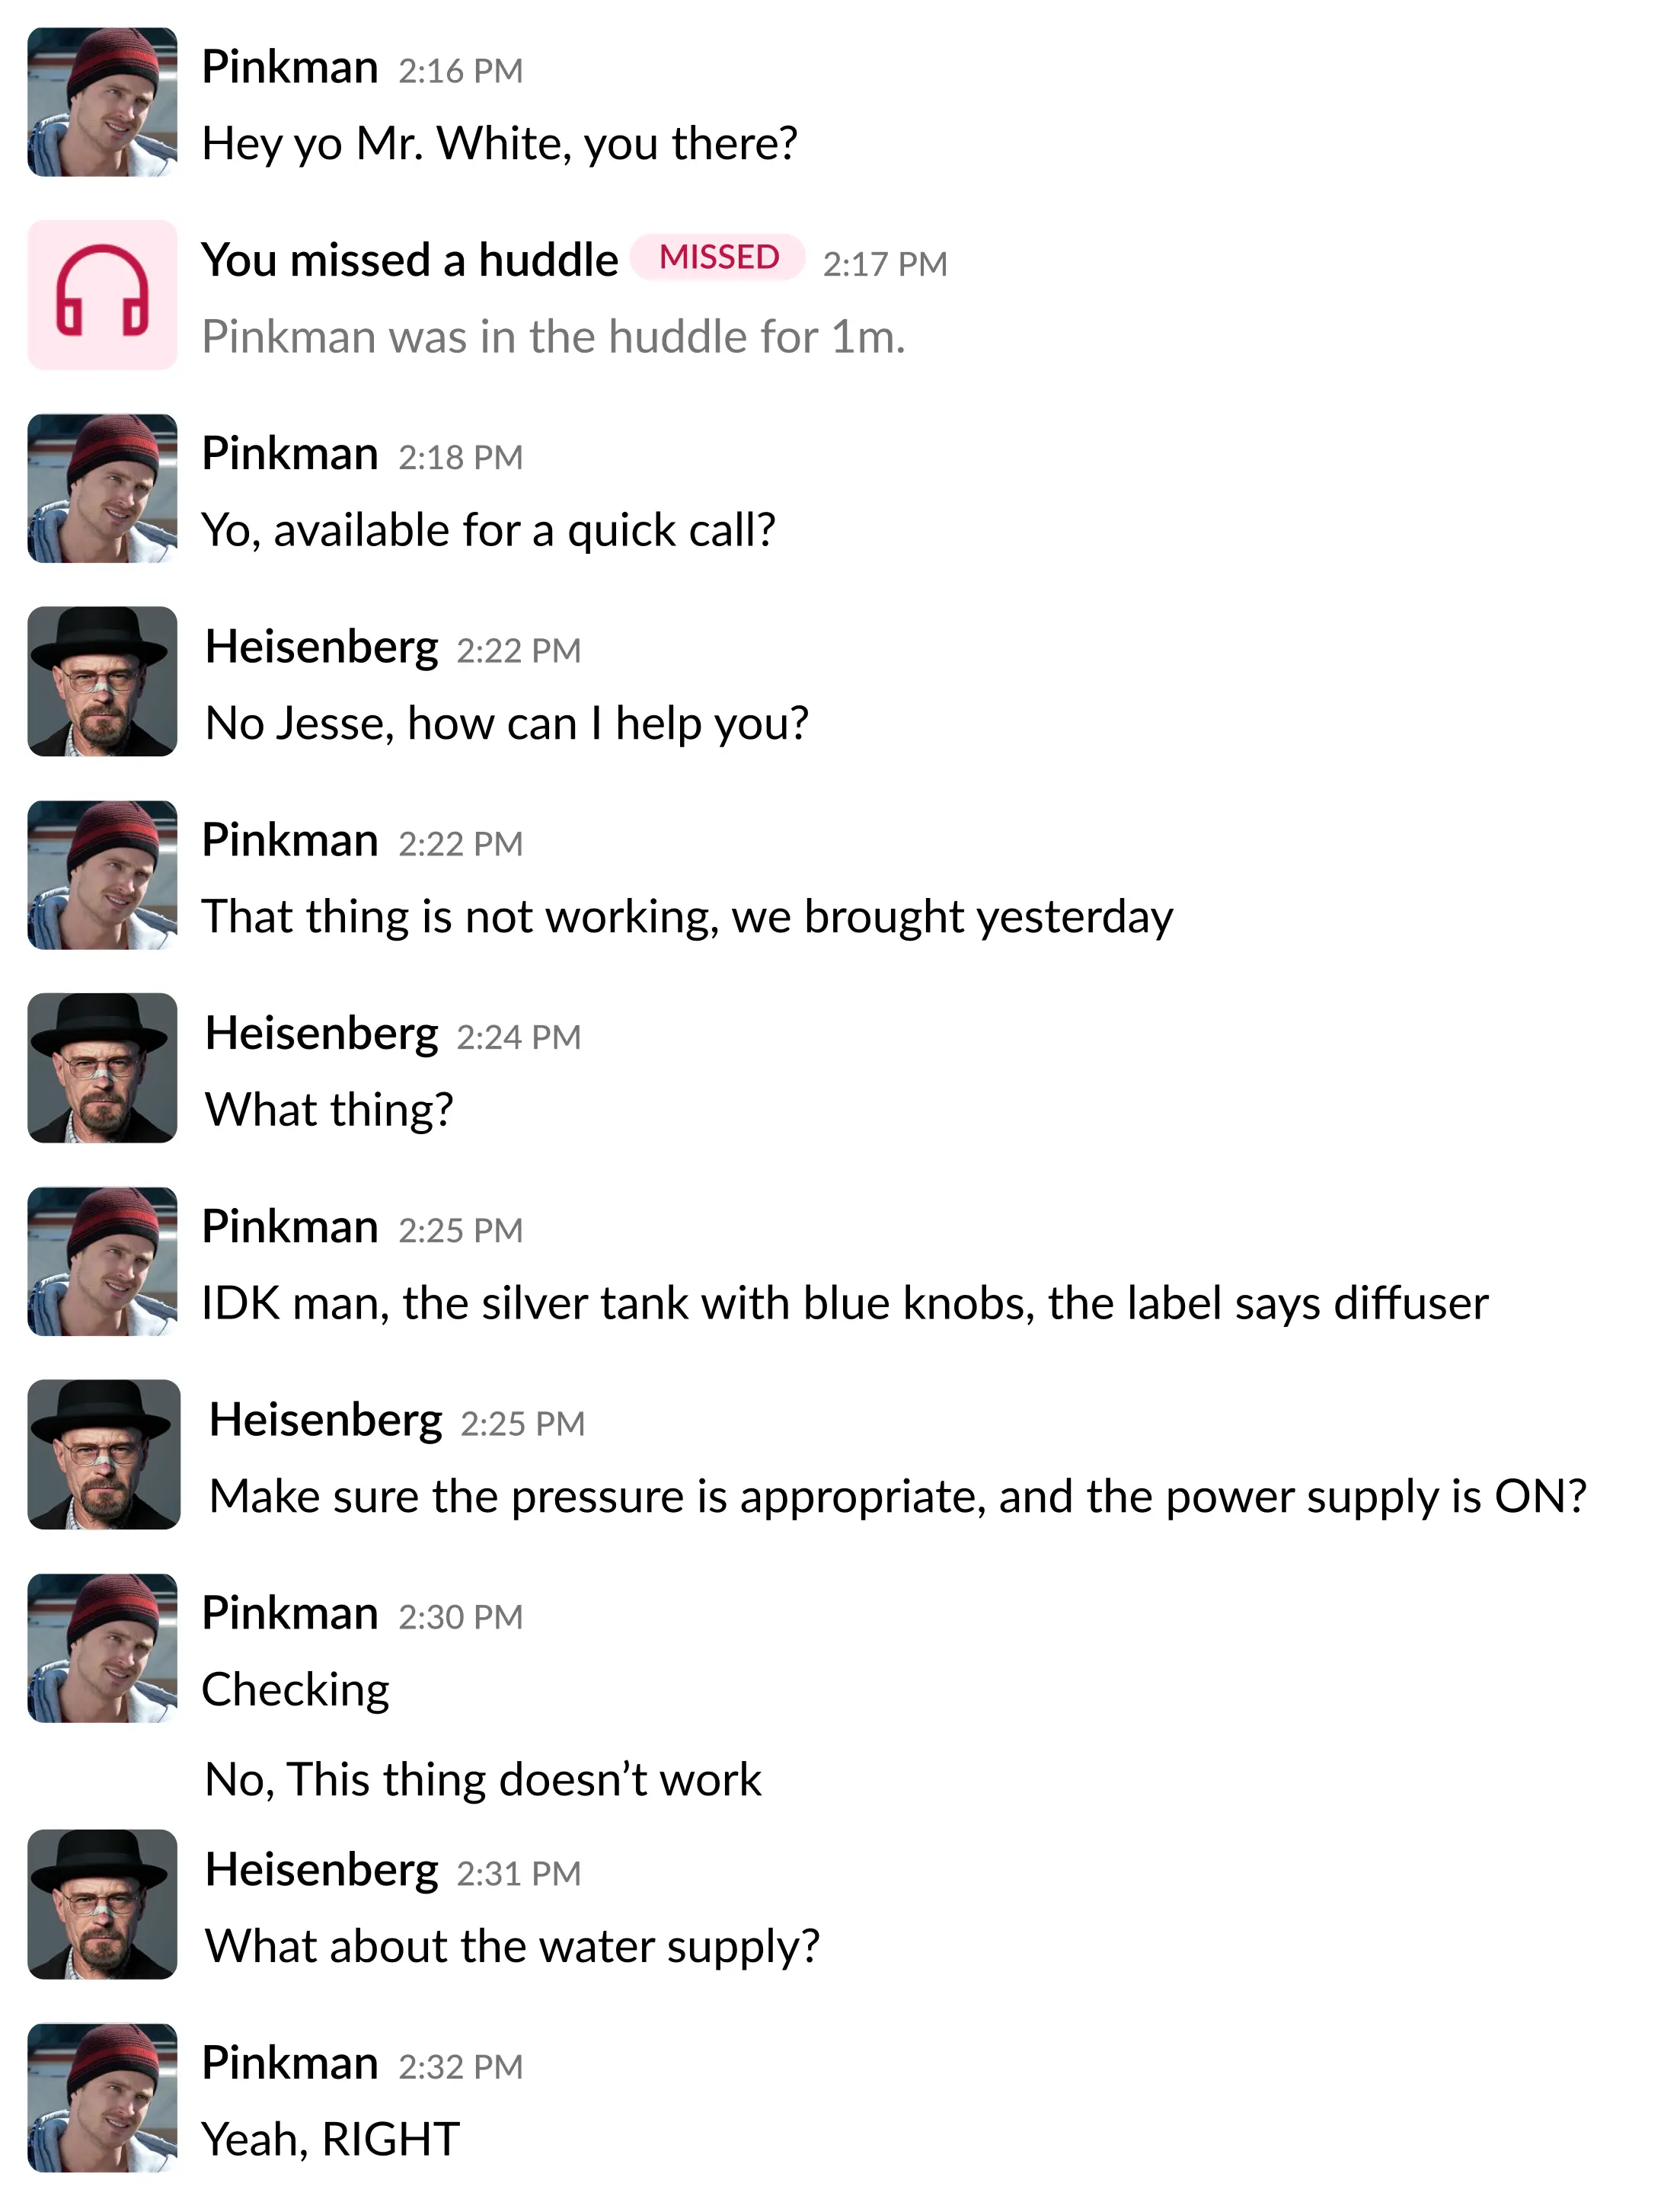 Pinkman 2:16 PM
Hey yo Mr. White, you there?
You missed a huddle MISSED 2:17 PM
Pinkman was in the huddle for 1m.
Pinkman 2:18 PM
Yo, available for a quick call?
Heisenberg 2:22 PM
No Jesse, how can I help you?
Pinkman 2:22 PM
That thing is not working, we brought yesterday
Heisenberg 2:24 PM
What thing?
Pinkman 2:25 PM
IDK man, the silver tank with blue knobs, the label says diffuser
Heisenberg 2:25 PM
Make sure the pressure is appropriate, and the power supply is ON?
Pinkman 2:30 PM
Checking
No, This thing doesn’t work
Heisenberg 2:31 PM
What about the water supply?
Pinkman 2:32 PM
Yeah, RIGHT